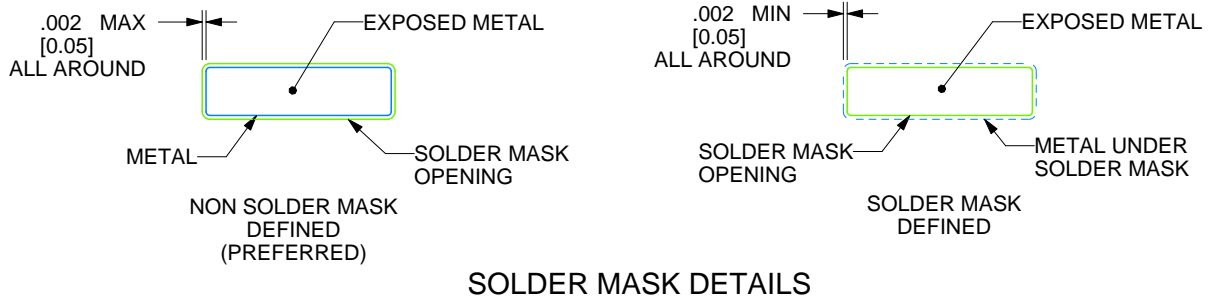 .002 MAX
[0.05]
ALL AROUND
EXPOSED METAL
METAL
SOLDER MASK
OPENING
NON SOLDER MASK
DEFINED
(PREFERRED)
.002 MIN
[0.05]
ALL AROUND
EXPOSED METAL
SOLDER MASK
OPENING
METAL UNDER
SOLDER MASK
SOLDER MASK
DEFINED
SOLDER MASK DETAILS